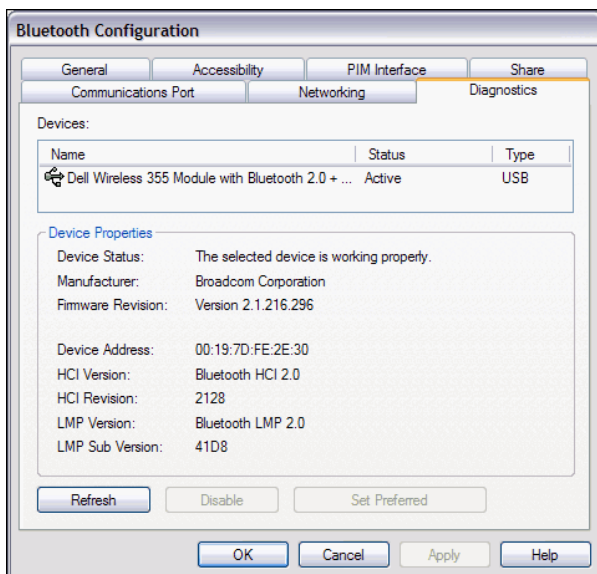 Bluetooth Configuration
General Accessibility PIM Interface Share
Communications Port Networking Diagnostics
Devices:
Name Status Type
Dell Wireless 355 Module with Bluetooth 2.0 + ... Active USB
Device Properties
Device Status: The selected device is working properly.
Manufacturer: Broadcom Corporation
Firmware Revision: Version 2.1.216.296
Device Address: 00:19:7D:FE:2E:30
HCI Version: Bluetooth HCI 2.0
HCI Revision: 2128
LMP Version: Bluetooth LMP 2.0
LMP Sub Version: 41D8
Refresh Disable Set Preferred
OK Cancel Apply Help